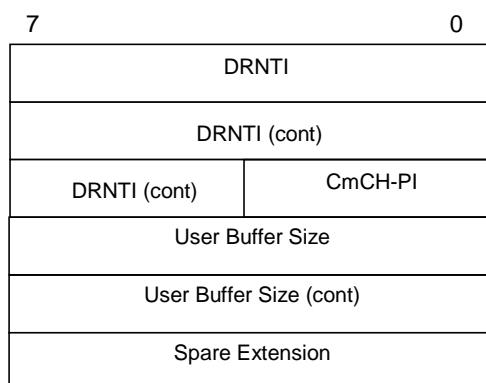 7 0
DRNTI
DRNTI (cont)
DRNTI (cont) CmCH-PI
User Buffer Size
User Buffer Size (cont)
Spare Extension